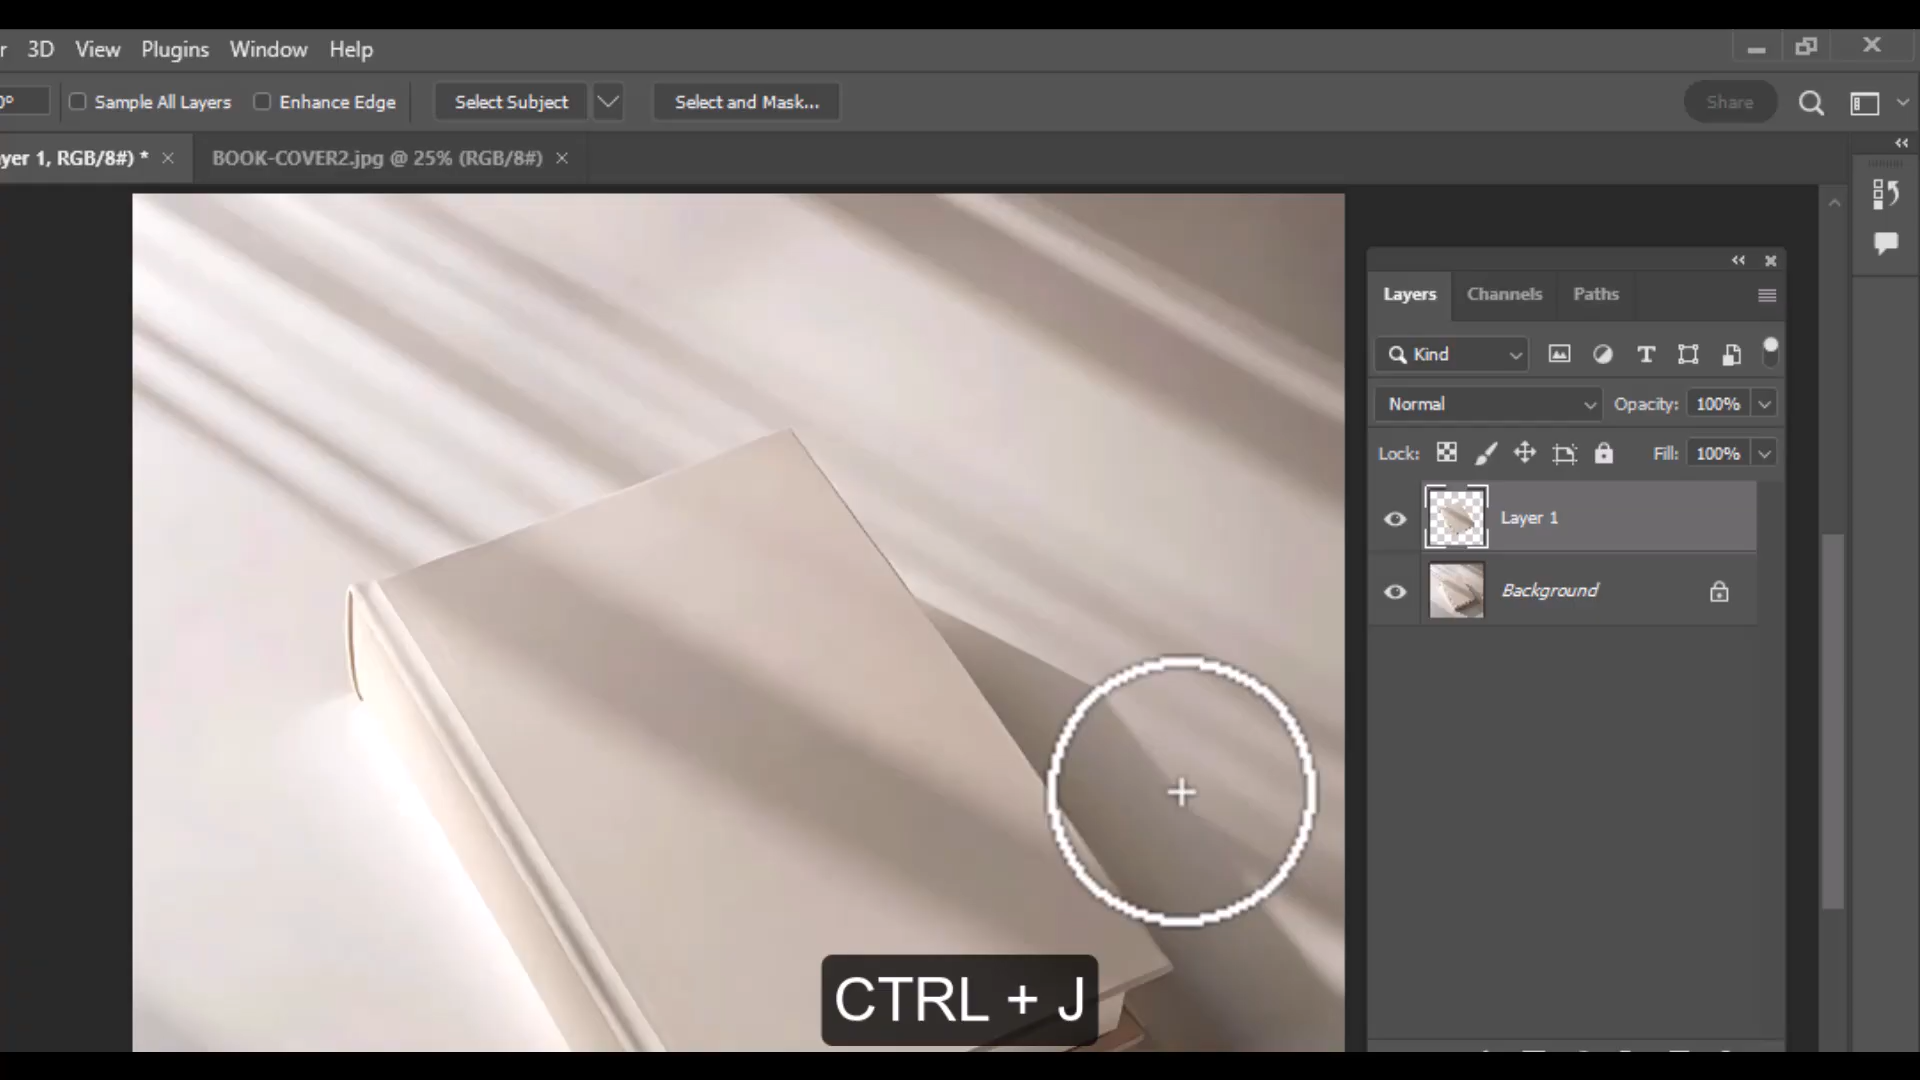 3D View Plugins Window Help
Sample All Layers Enhance Edge Select Subject Select and Mask... Share
yer 1, RGB/8#) * × BOOK-COVER2.jpg @ 25% (RGB/8#) ×
Layers Channels Paths
Kind
Normal Opacity: 100%
Lock: Fill: 100%
Layer 1
Background
CTRL + J